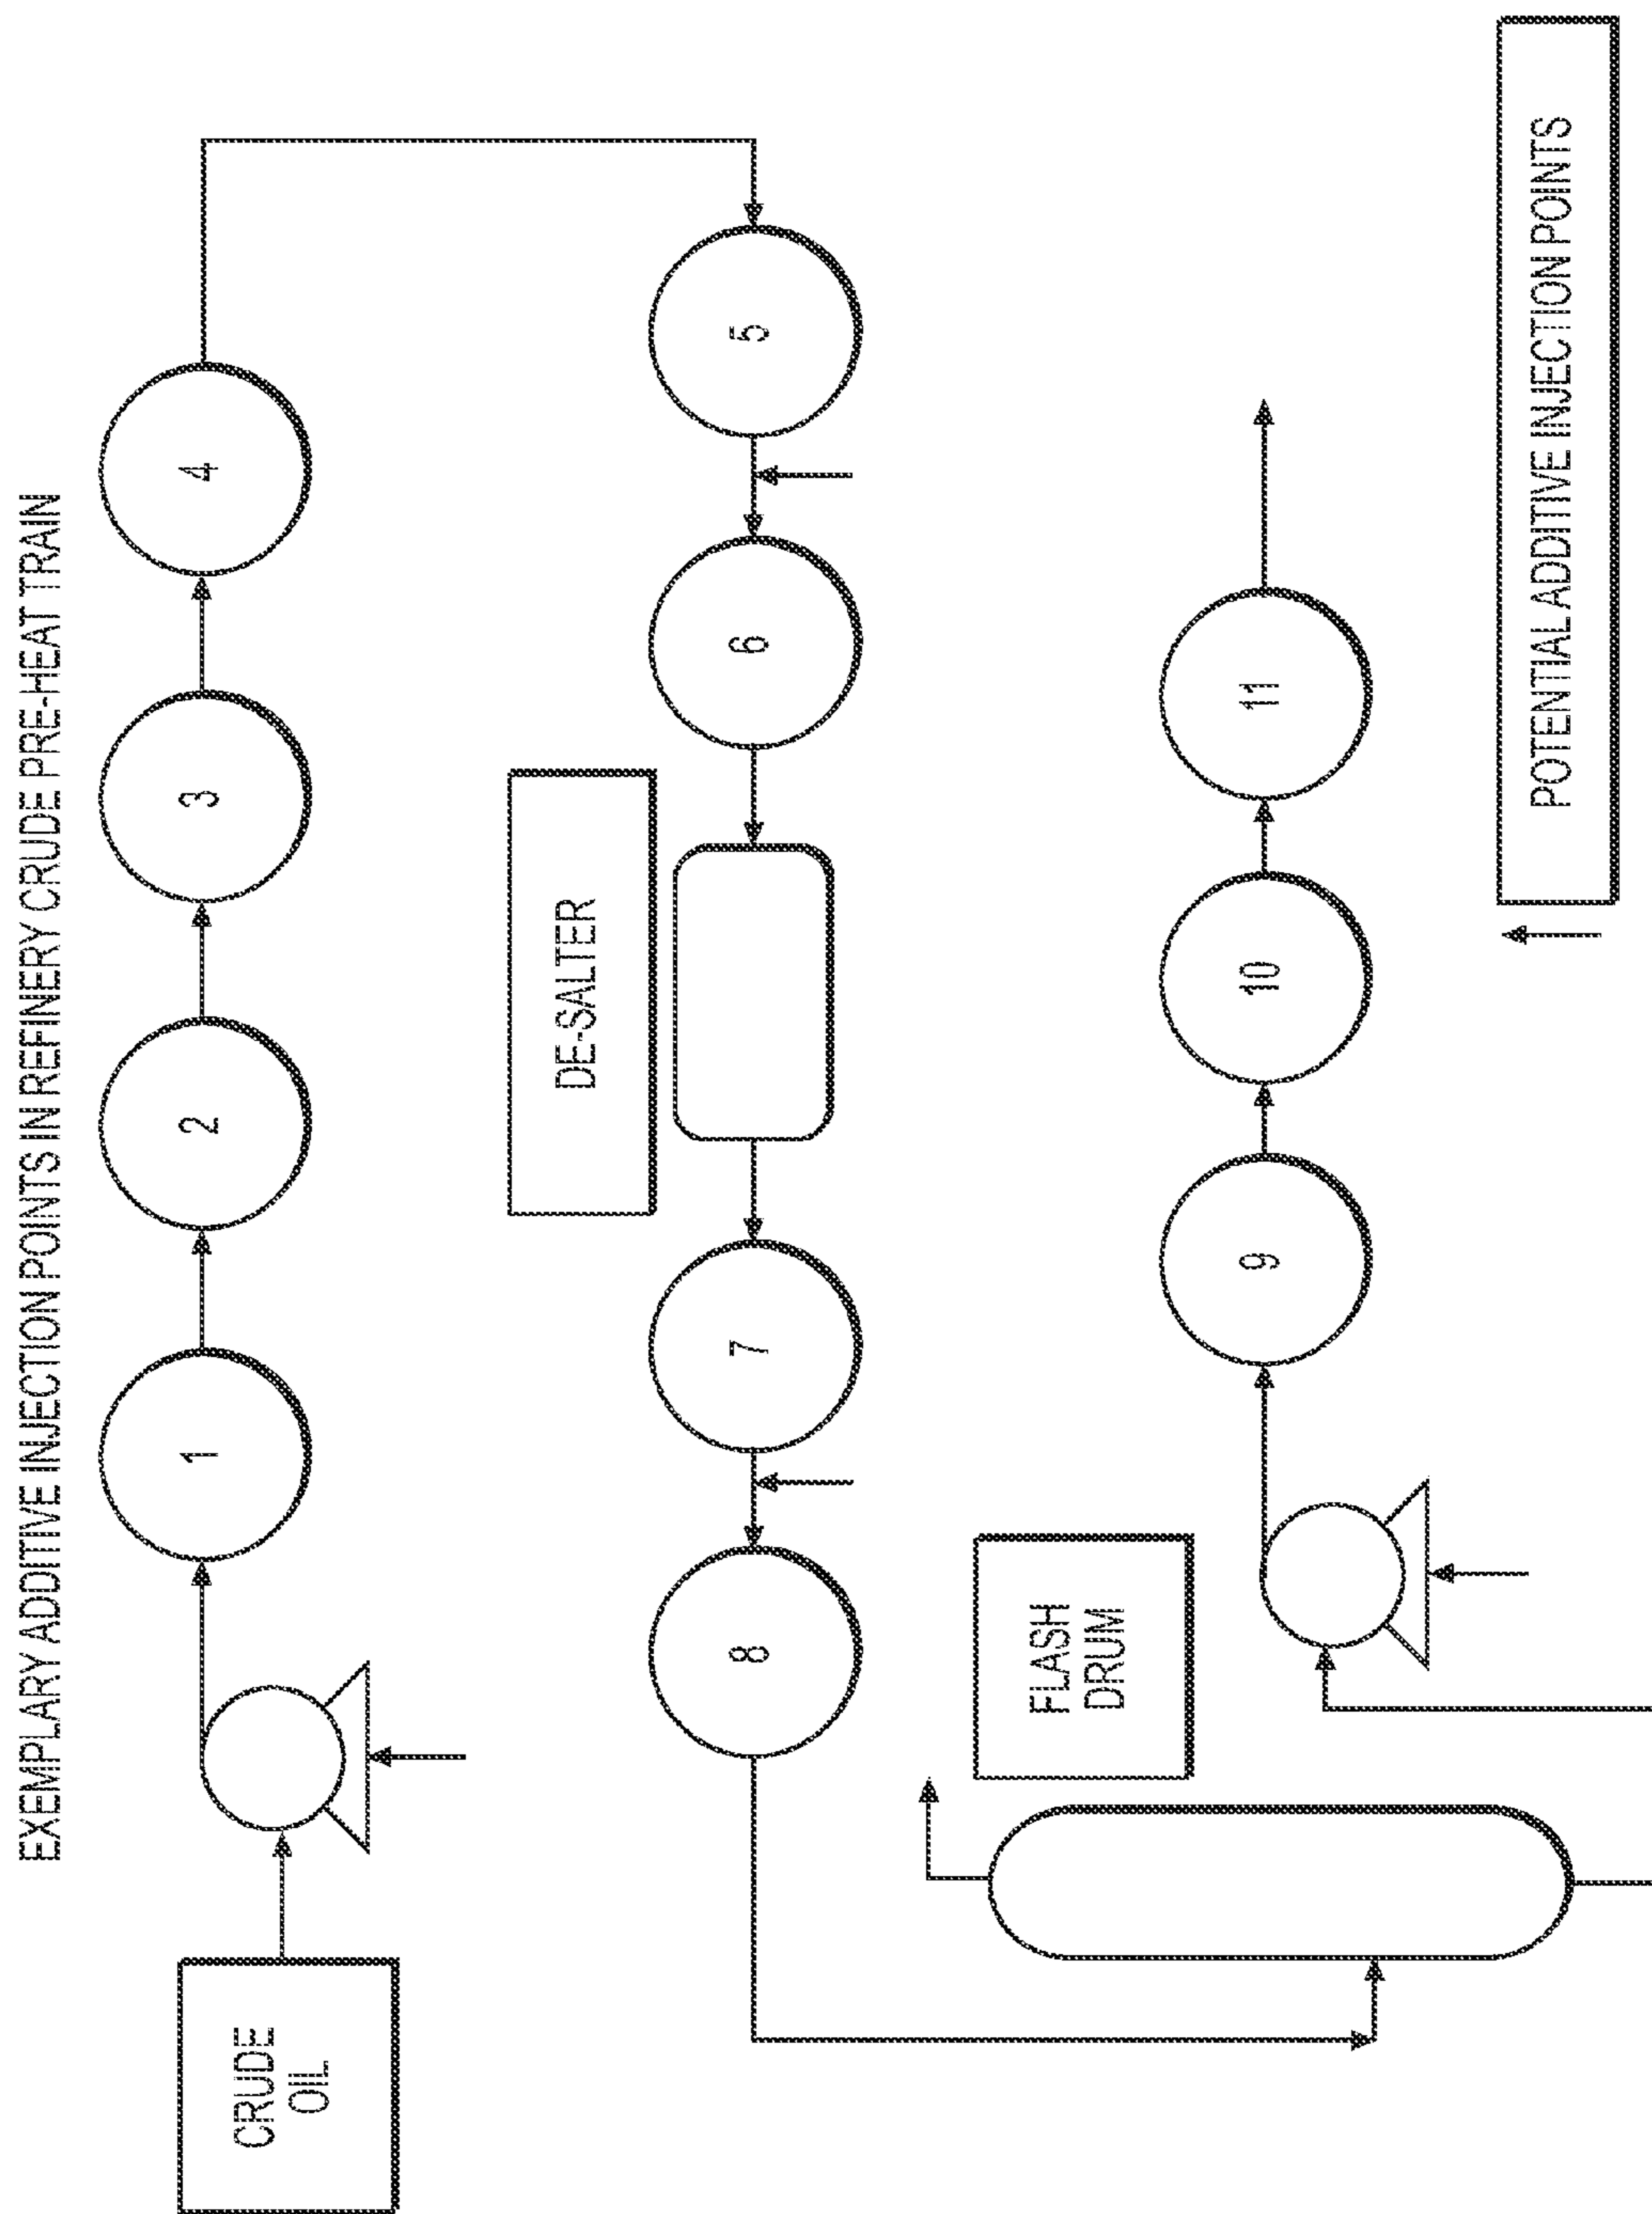 EXEMPLARY ADDITIVE INJECTION POINTS IN REFINERY CRUDE PRE-HEAT TRAIN
CRUDE
OIL
1
2
3
4
5
6
DE-SALTER
7
8
FLASH
DRUM
9
10
11
POTENTIAL ADDITIVE INJECTION POINTS